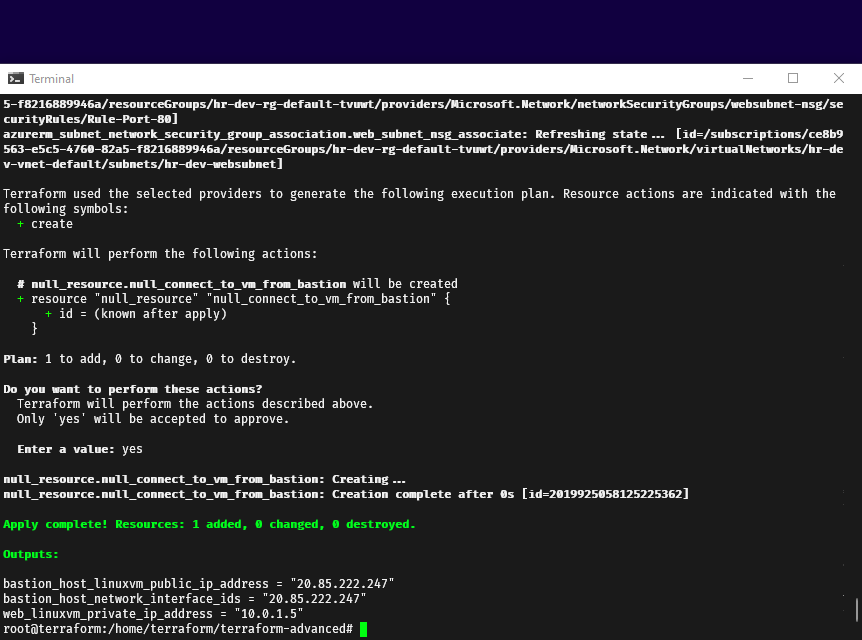 Terminal
5-f8216889946a/resourceGroups/hr-dev-rg-default-tvuwt/providers/Microsoft.Network/networkSecurityGroups/websubnet-nsg/se
curityRules/Rule-Port-80]
azurerm_subnet_network_security_group_association.web_subnet_nsg_associate: Refreshing state... [id=/subscriptions/ce8b9
563-e5c5-4760-82a5-f8216889946a/resourceGroups/hr-dev-rg-default-tvuwt/providers/Microsoft.Network/virtualNetworks/hr-de
v-vnet-default/subnets/hr-dev-websubnet]
Terraform used the selected providers to generate the following execution plan. Resource actions are indicated with the
following symbols:
+ create
Terraform will perform the following actions:
# null_resource.null_connect_to_vm_from_bastion will be created
+ resource "null_resource" "null_connect_to_vm_from_bastion" {
+ id = (known after apply)
}
Plan: 1 to add, 0 to change, 0 to destroy.
Do you want to perform these actions?
Terraform will perform the actions described above.
Only 'yes' will be accepted to approve.
Enter a value: yes
null_resource.null_connect_to_vm_from_bastion: Creating...
null_resource.null_connect_to_vm_from_bastion: Creation complete after 0s [id=2019925058125225362]
Apply complete! Resources: 1 added, 0 changed, 0 destroyed.
Outputs:
bastion_host_linuxvm_public_ip_address = "20.85.222.247"
bastion_host_network_interface_ids = "20.85.222.247"
web_linuxvm_private_ip_address = "10.0.1.5"
root@terraform:/home/terraform/terraform-advanced#